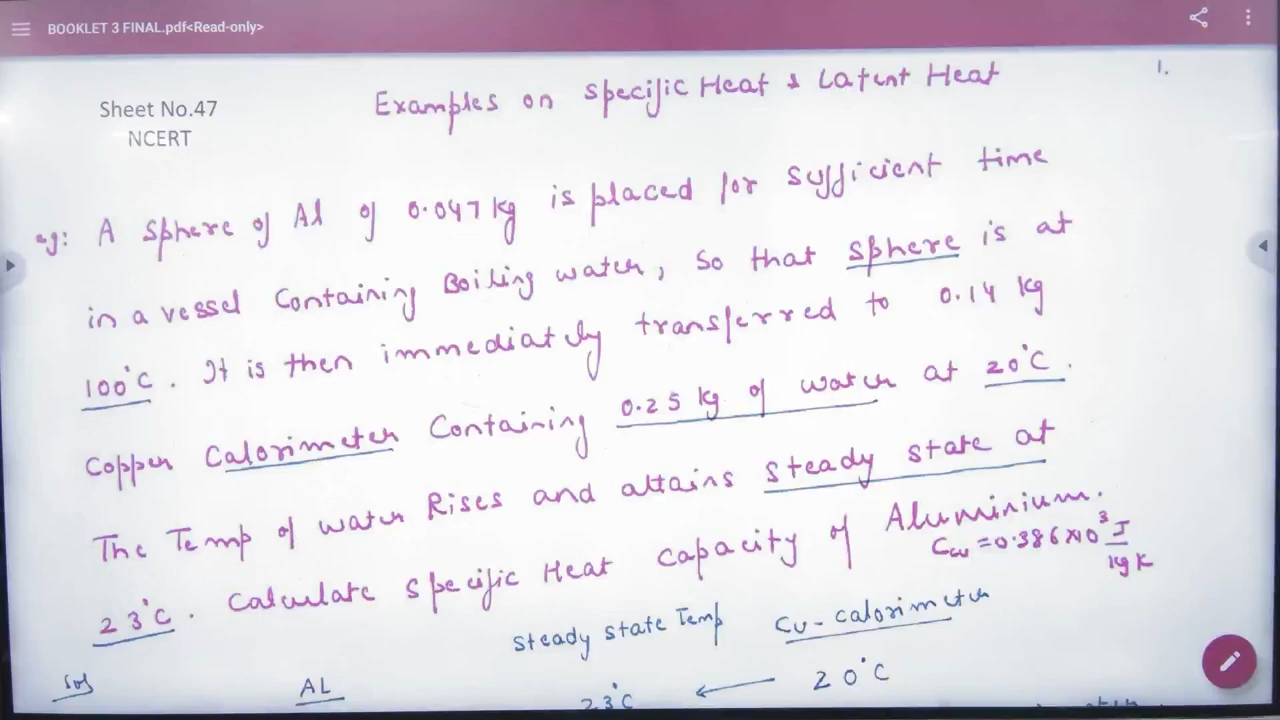 BOOKLET 3 FINAL.pdf<Read-only>
1.
Sheet No.47
NCERT
Examples on Specific Heat & Latent Heat
eg: A Sphere of Al of 0.047 kg is placed for sufficient time
in a vessel Containing Boiling water, So that sphere is at
100°C. It is then immediately transferred to 0.14 kg
Copper Calorimeter Containing 0.25 kg of water at 20°C.
The Temp of water Rises and attains steady state at
23°C. Calculate specific Heat capacity of Aluminium.
Ccu = 0.386×10³ J/kg K
steady state Temp Cu-calorimeter
Sol AL 23°C ← 20°C